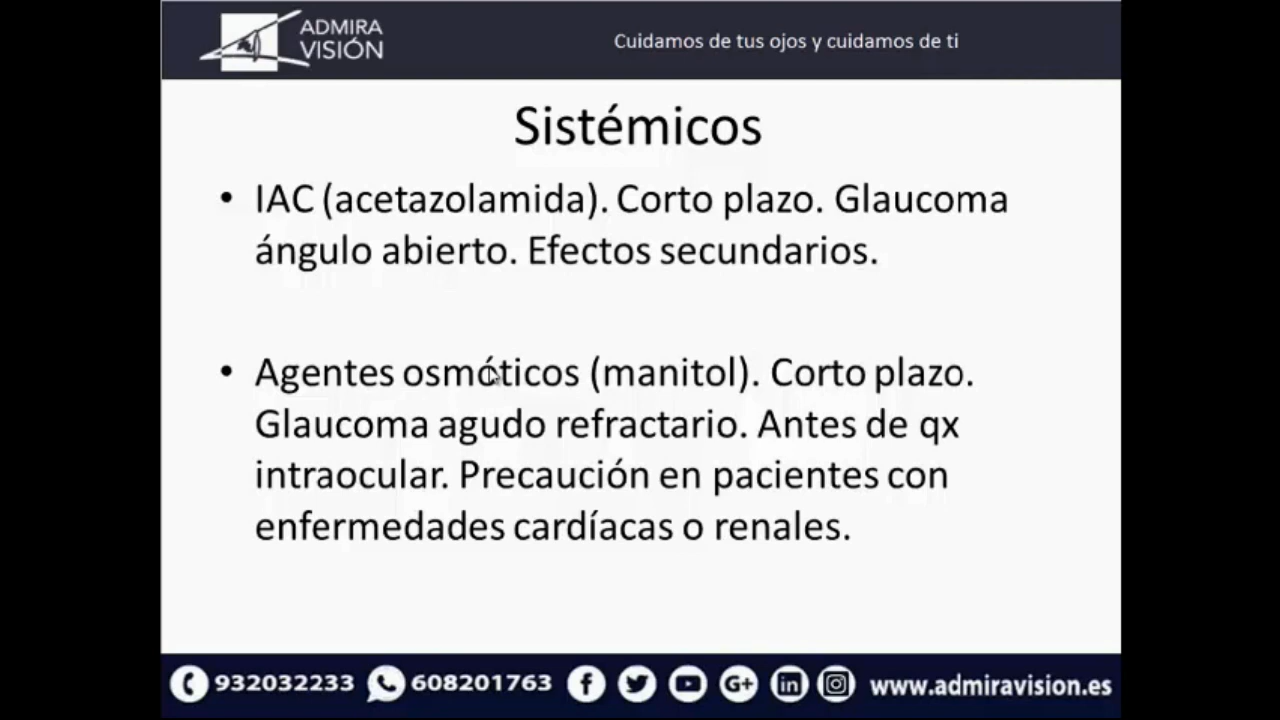 ADMIRA
VISIÓN
Cuidamos de tus ojos y cuidamos de ti
Sistémicos
• IAC (acetazolamida). Corto plazo. Glaucoma
ángulo abierto. Efectos secundarios.
• Agentes osmóticos (manitol). Corto plazo.
Glaucoma agudo refractario. Antes de qx
intraocular. Precaución en pacientes con
enfermedades cardíacas o renales.
932032233 608201763 f G+ in www.admiravision.es